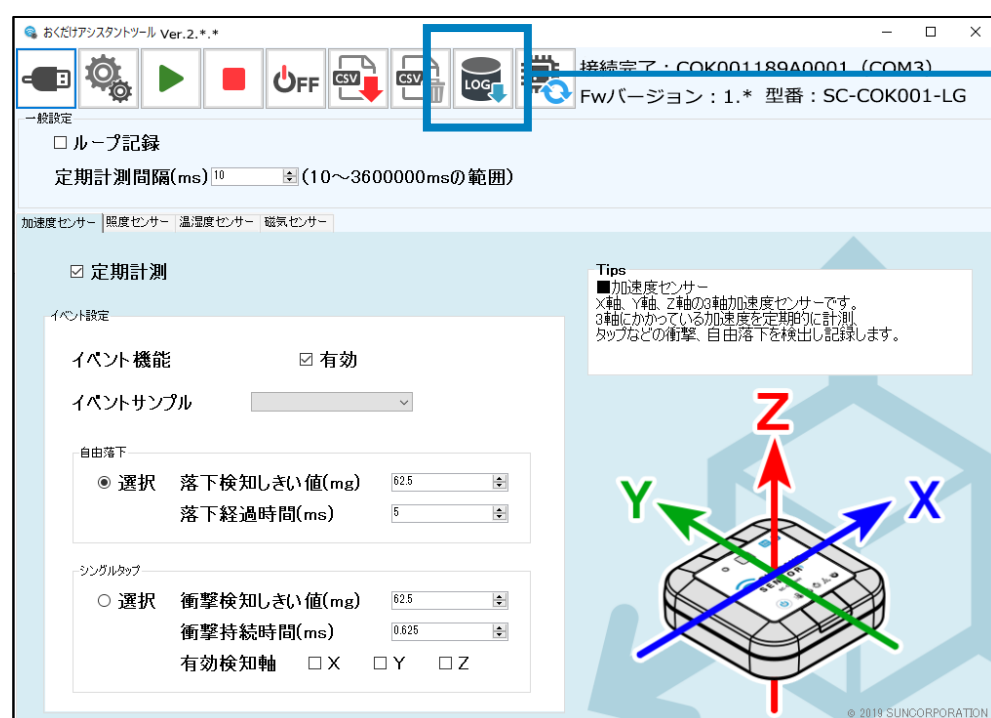 おくだけアシスタントツール Ver.2.*.*
OFF CSV CSV LOG
接続完了：COK001189A0001 (COM3)
Fwバージョン：1.* 型番：SC-COK001-LG
一般設定
ループ記録
定期計測間隔(ms) 10 (10～3600000msの範囲)
加速度センサー 照度センサー 温湿度センサー 磁気センサー
定期計測
Tips
■加速度センサー
X軸、Y軸、Z軸の3軸加速度センサーです。
3軸にかかっている加速度を定期的に計測、
タップなどの衝撃、自由落下を検出し記録します。
イベント設定
イベント機能 有効
イベントサンプル
自由落下
選択 落下検知しきい値(mg) 62.5
落下経過時間(ms) 5
シングルタップ
選択 衝撃検知しきい値(mg) 62.5
衝撃持続時間(ms) 0.625
有効検知軸 X Y Z
Z
Y X
© 2019 SUNCORPORATION